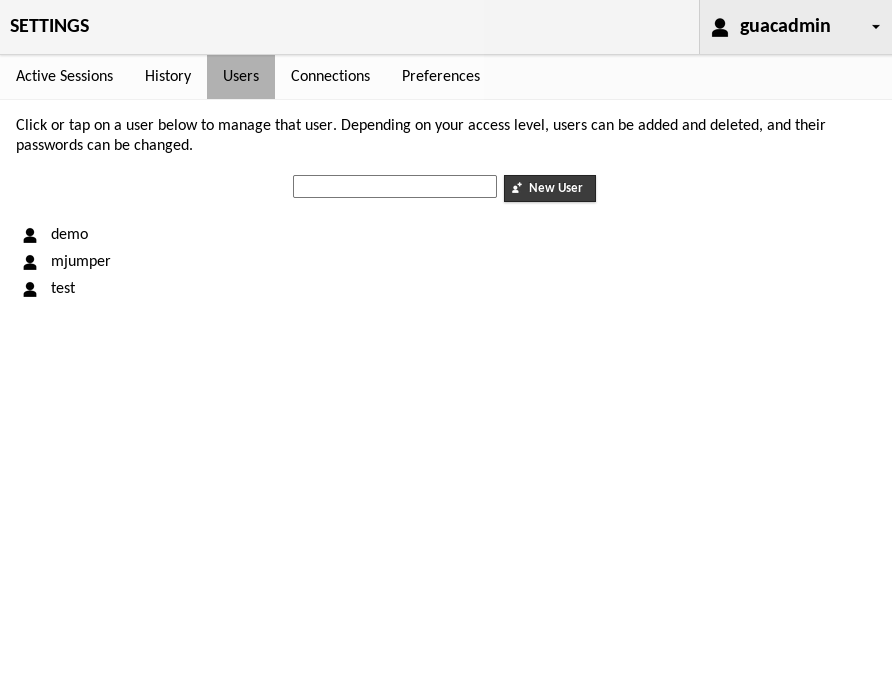 SETTINGS
guacadmin
Active Sessions History Users Connections Preferences
Click or tap on a user below to manage that user. Depending on your access level, users can be added and deleted, and their
passwords can be changed.
New User
demo
mjumper
test